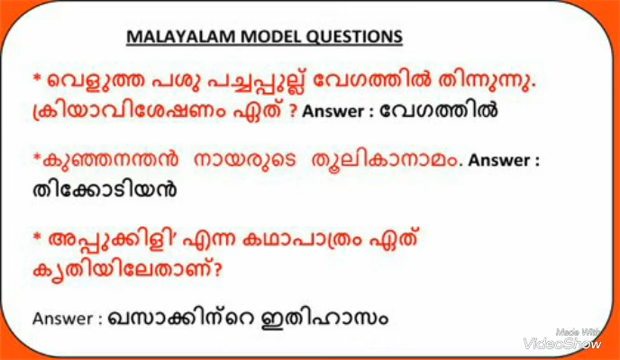 MALAYALAM MODEL QUESTIONS
* വെളുത്ത പശു പച്ചപ്പുല്ല് വേഗത്തിൽ തിന്നുന്നു.
ക്രിയാവിശേഷണം ഏത് ? Answer : വേഗത്തിൽ
*കുഞ്ഞനന്തൻ നായരുടെ തൂലികാനാമം. Answer :
തിക്കോടിയൻ
* അപ്പുക്കിളി’ എന്ന കഥാപാത്രം ഏത്
കൃതിയിലേതാണ്?
Answer : ഖസാക്കിന്റെ ഇതിഹാസം
Made With
VideoShow